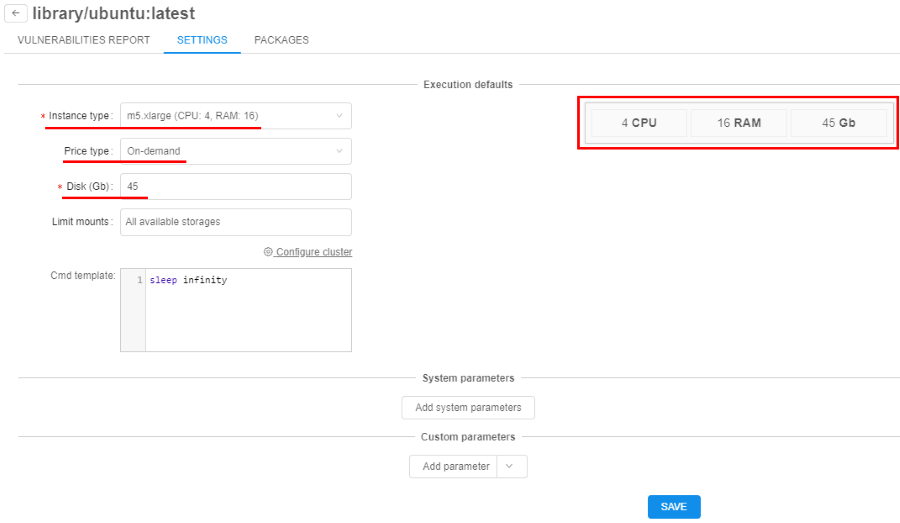 library/ubuntu:latest
VULNERABILITIES REPORT SETTINGS PACKAGES
Execution defaults
* Instance type : m5.xlarge (CPU: 4, RAM: 16)
4 CPU 16 RAM 45 Gb
Price type : On-demand
* Disk (Gb) : 45
Limit mounts : All available storages
Configure cluster
Cmd template: 1 sleep infinity
System parameters
Add system parameters
Custom parameters
Add parameter
SAVE